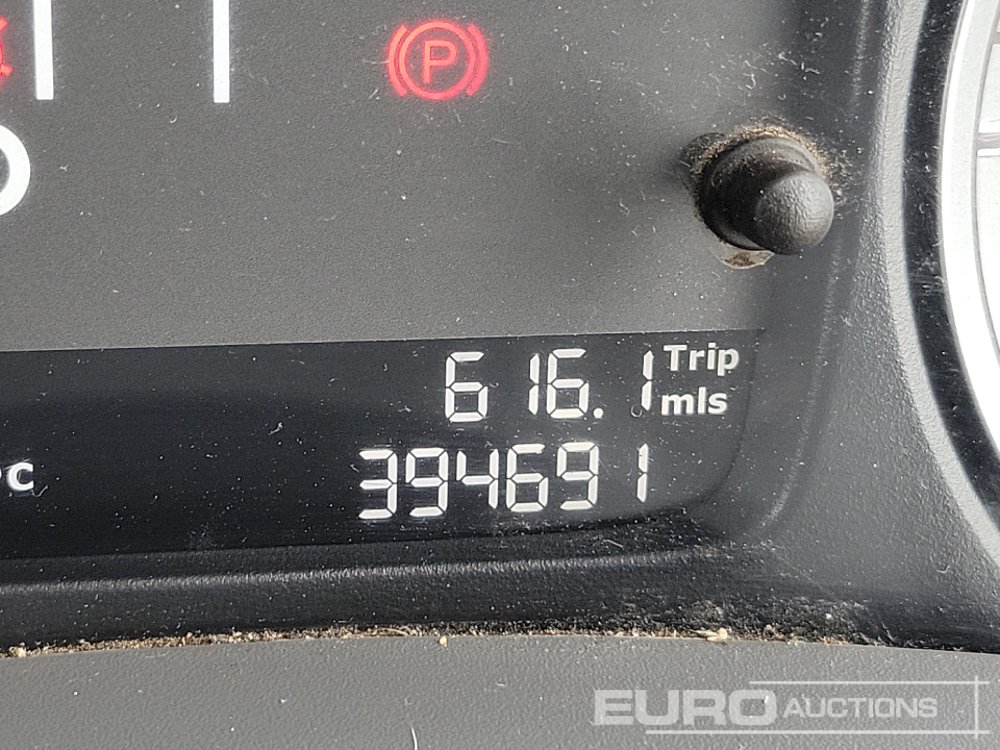 P
616.1 Trip
mls
°C
394691
EURO AUCTIONS